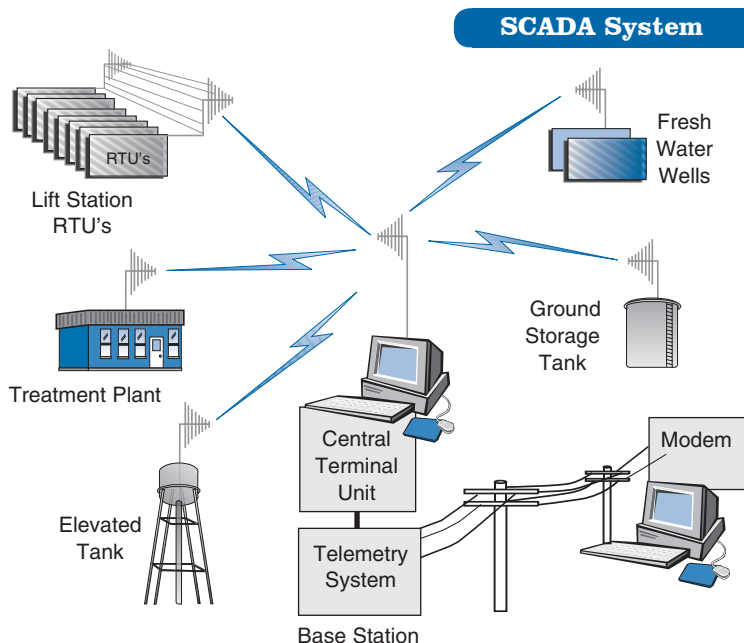 SCADA System
RTU's
Lift Station
RTU's
Fresh
Water
Wells
Treatment Plant
Ground
Storage
Tank
Elevated
Tank
Central
Terminal
Unit
Telemetry
System
Base Station
Modem